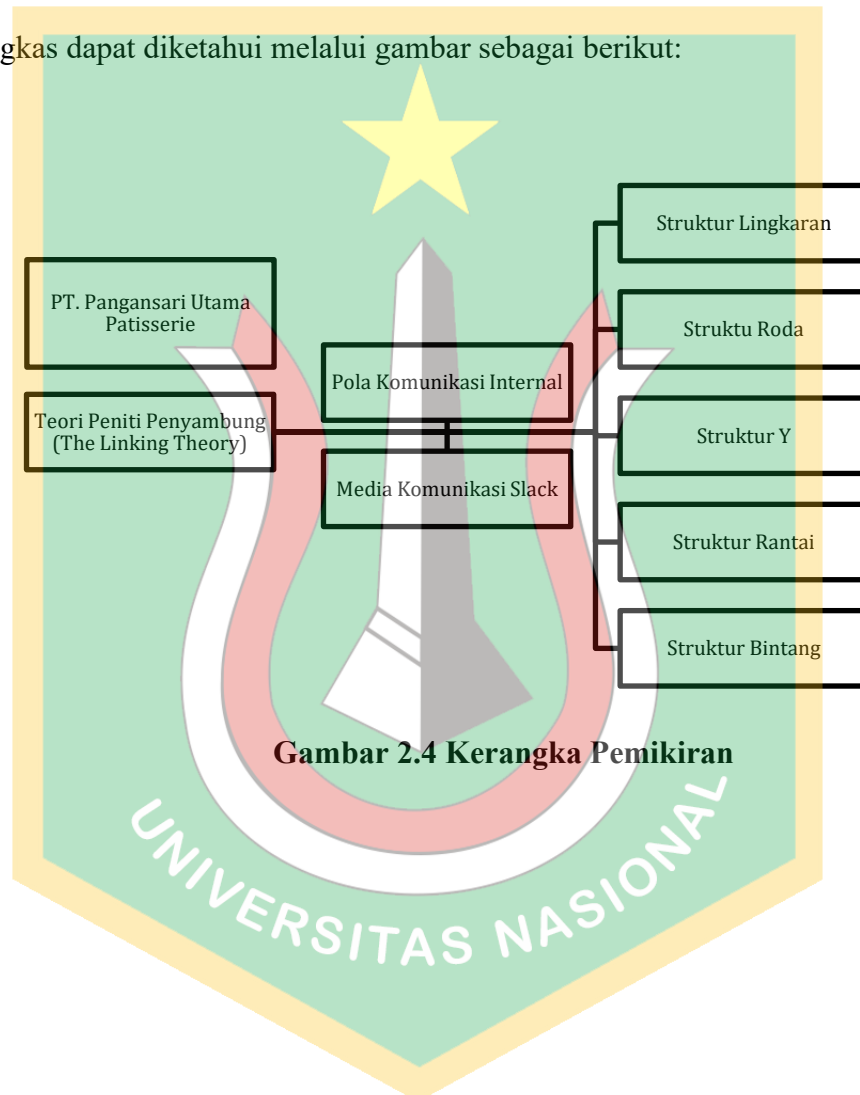 gkas dapat diketahui melalui gambar sebagai berikut:
Struktur Lingkaran
PT. Pangansari Utama
Patisserie
Struktu Roda
Pola Komunikasi Internal
Teori Peniti Penyambung
(The Linking Theory)
Struktur Y
Media Komunikasi Slack
Struktur Rantai
Struktur Bintang
Gambar 2.4 Kerangka Pemikiran
UNIVERSITAS NASIONAL